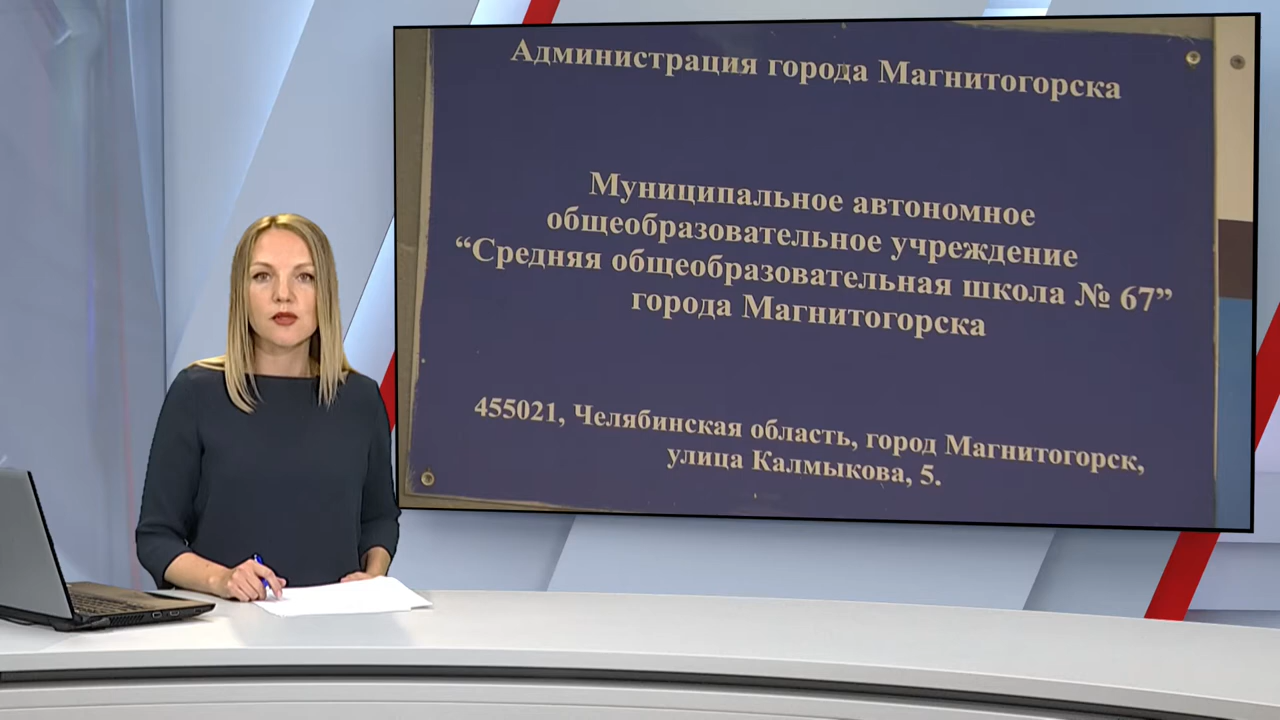 Администрация города Магнитогорска
Муниципальное автономное
общеобразовательное учреждение
“Средняя общеобразовательная школа № 67”
города Магнитогорска
455021, Челябинская область, город Магнитогорск,
улица Калмыкова, 5.